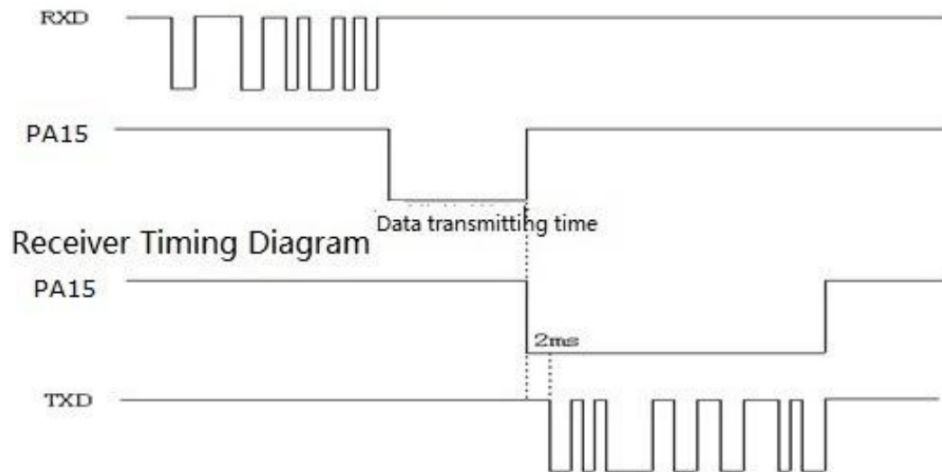 RXD
PA15
Data transmitting time
Receiver Timing Diagram
PA15
2ms
TXD